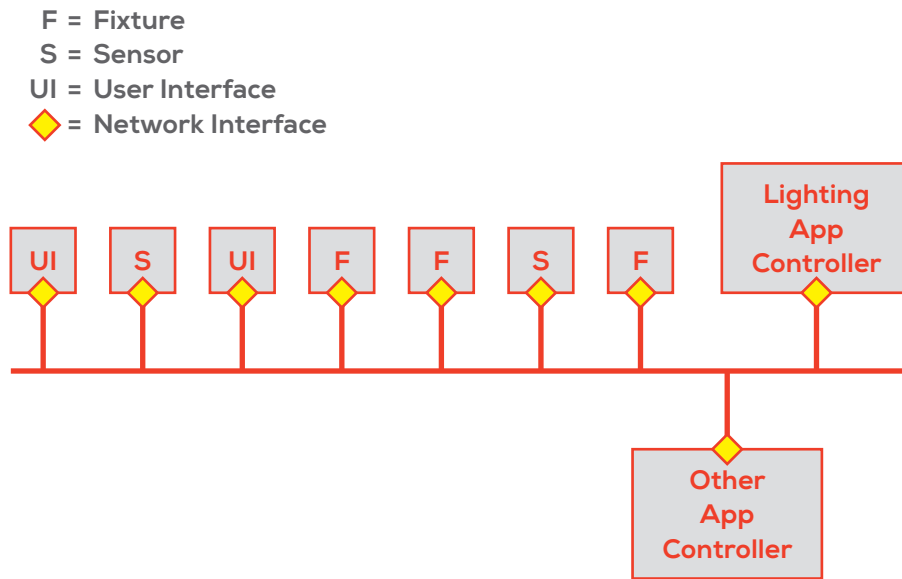 F = Fixture
S = Sensor
UI = User Interface
= Network Interface
UI S UI F F S F
Lighting
App
Controller
Other
App
Controller